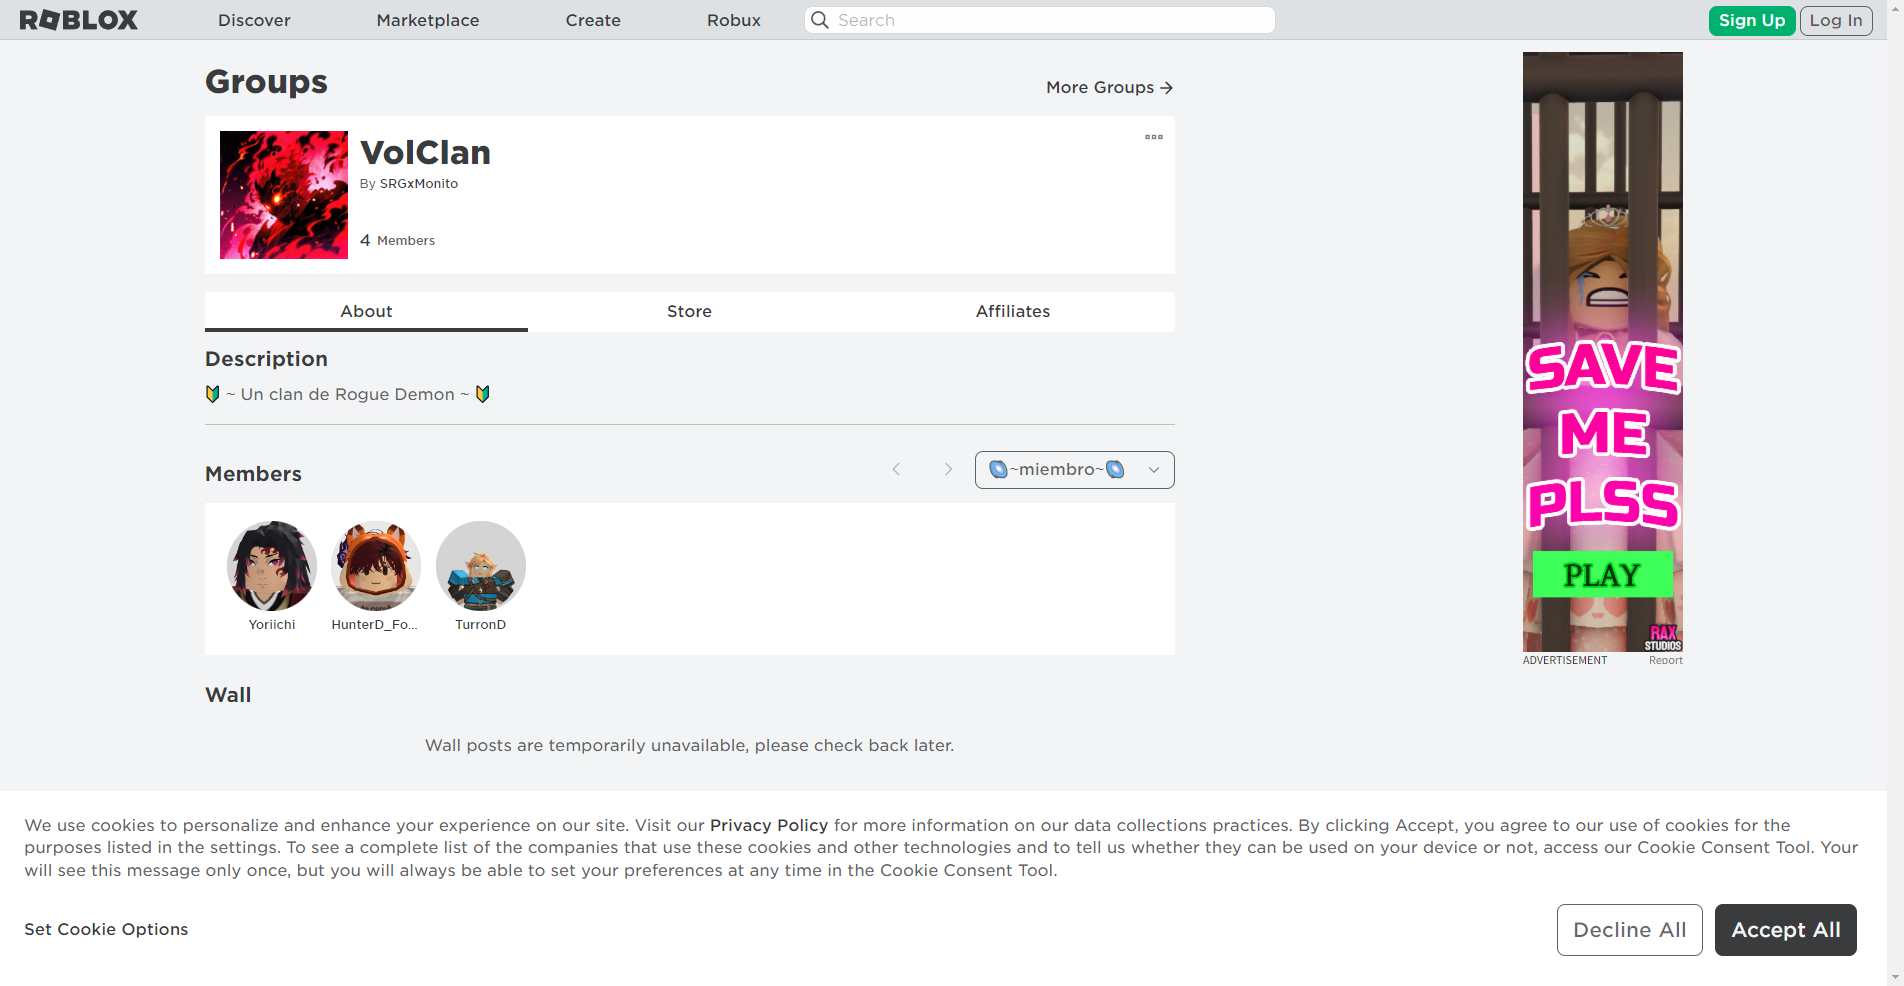 ROBLOX Discover Marketplace Create Robux Search Sign Up Log In
Groups
More Groups
VolClan
By SRGxMonito
4 Members
About Store Affiliates
Description
🔰 ~ Un clan de Rogue Demon ~ 🔰
Members
~miembro~
Yoriichi HunterD_Fo... TurronD
Wall
Wall posts are temporarily unavailable, please check back later.
SAVE
ME
PLSS
PLAY
RAX
STUDIOS
ADVERTISEMENT Report
We use cookies to personalize and enhance your experience on our site. Visit our Privacy Policy for more information on our data collections practices. By clicking Accept, you agree to our use of cookies for the
purposes listed in the settings. To see a complete list of the companies that use these cookies and other technologies and to tell us whether they can be used on your device or not, access our Cookie Consent Tool. Your
will see this message only once, but you will always be able to set your preferences at any time in the Cookie Consent Tool.
Set Cookie Options
Decline All
Accept All